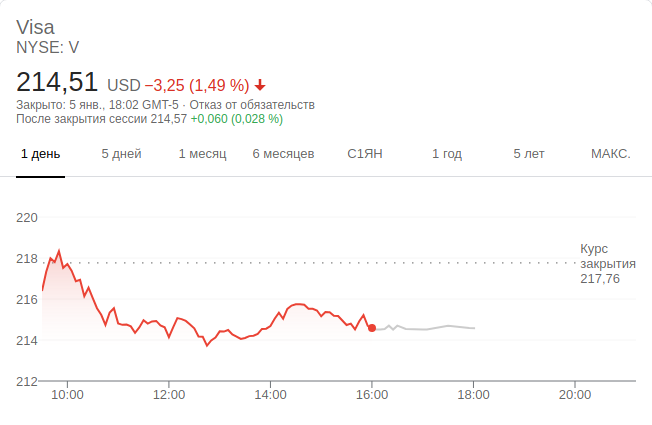 Visa
NYSE: V
214,51 USD −3,25 (1,49 %)
Закрыто: 5 янв., 18:02 GMT-5 · Отказ от обязательств
После закрытия сессии 214,57 +0,060 (0,028 %)
1 день 5 дней 1 месяц 6 месяцев С1ЯН 1 год 5 лет МАКС.
220
218
216
214
212
Курс
закрытия
217,76
10:00 12:00 14:00 16:00 18:00 20:00